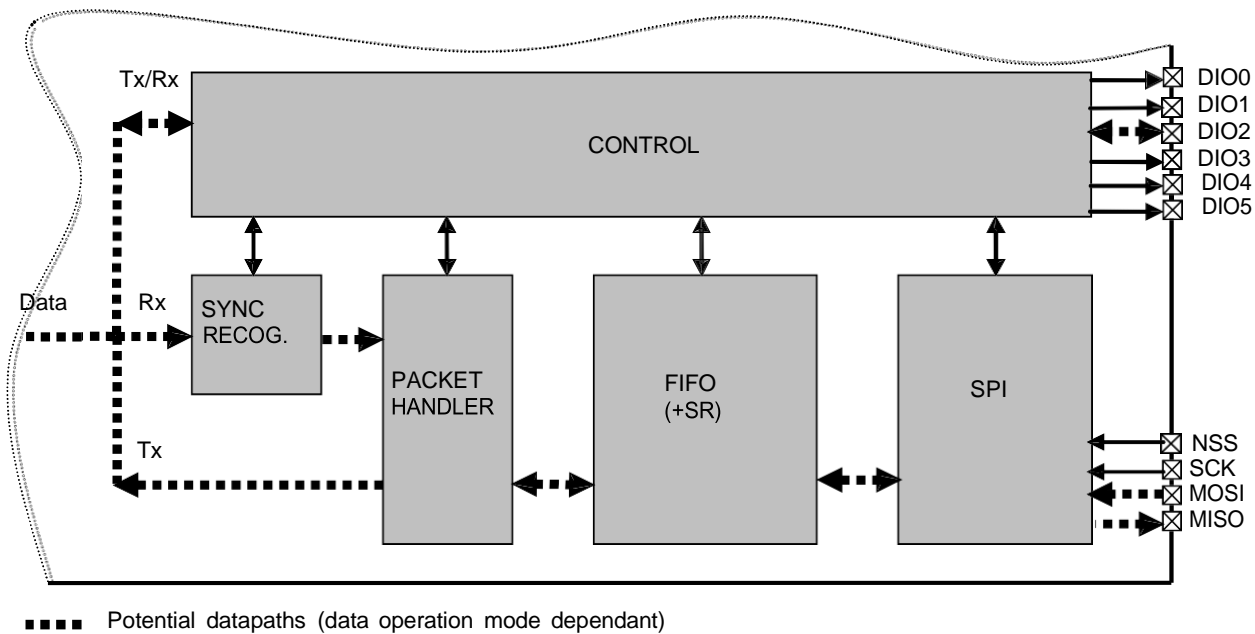 Tx/Rx
CONTROL
DIO0
DIO1
DIO2
DIO3
DIO4
DIO5
Data
Rx
SYNC
RECOG.
PACKET
HANDLER
FIFO
(+SR)
SPI
Tx
NSS
SCK
MOSI
MISO
Potential datapaths (data operation mode dependant)